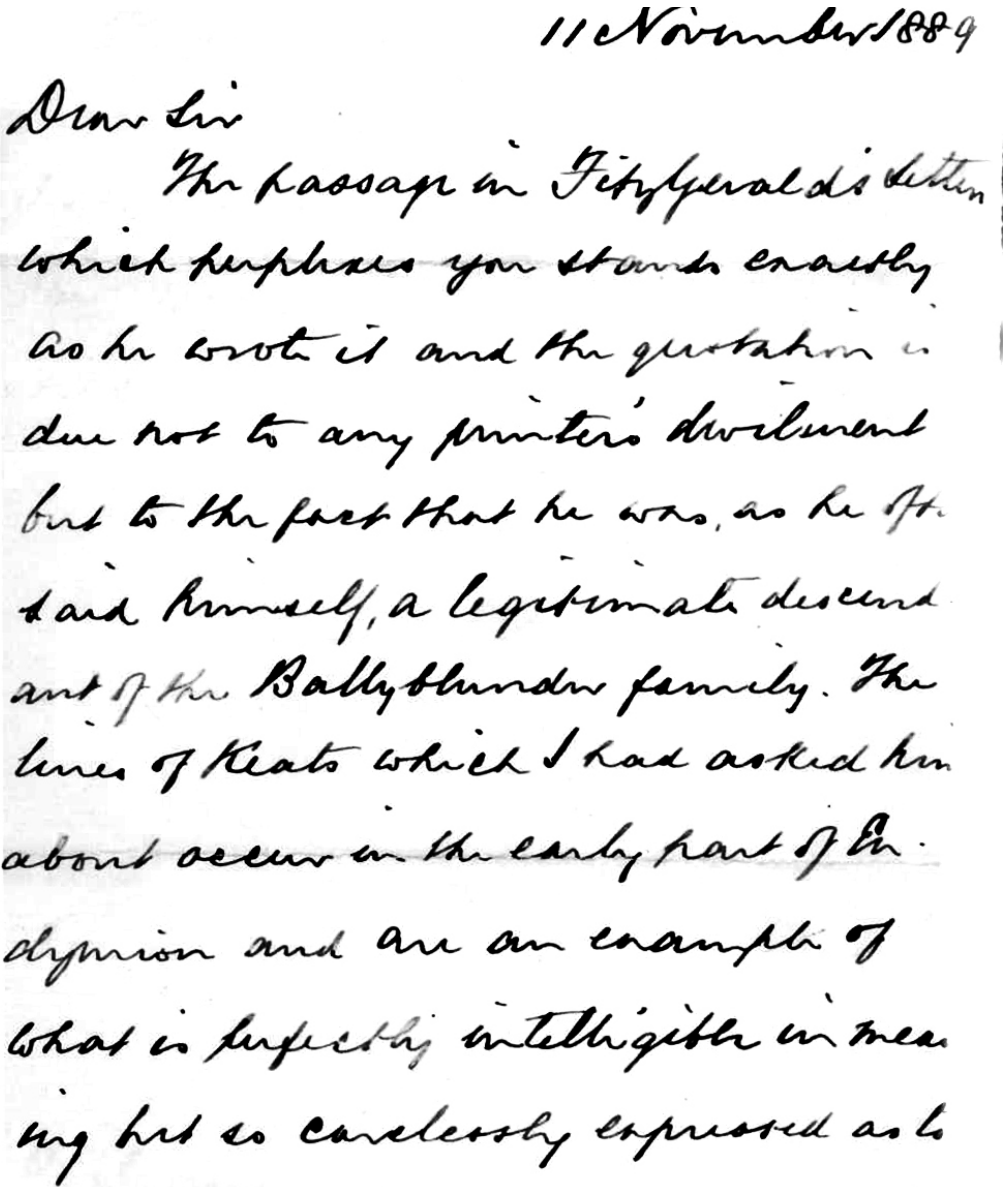 11 November 1889
Dear Sir
The passage in FitzGerald's letter
which perplexes you stands exactly
as he wrote it and the quotation is
due not to any printer's devilment
but to the fact that he was, as he oft
said himself, a legitimate descend
ant of the Ballyblunder family. The
lines of Keats which I had asked him
about occur in the early part of En-
dymion and are an example of
what is perfectly intelligible in mean
ing but so carelessly expressed as to